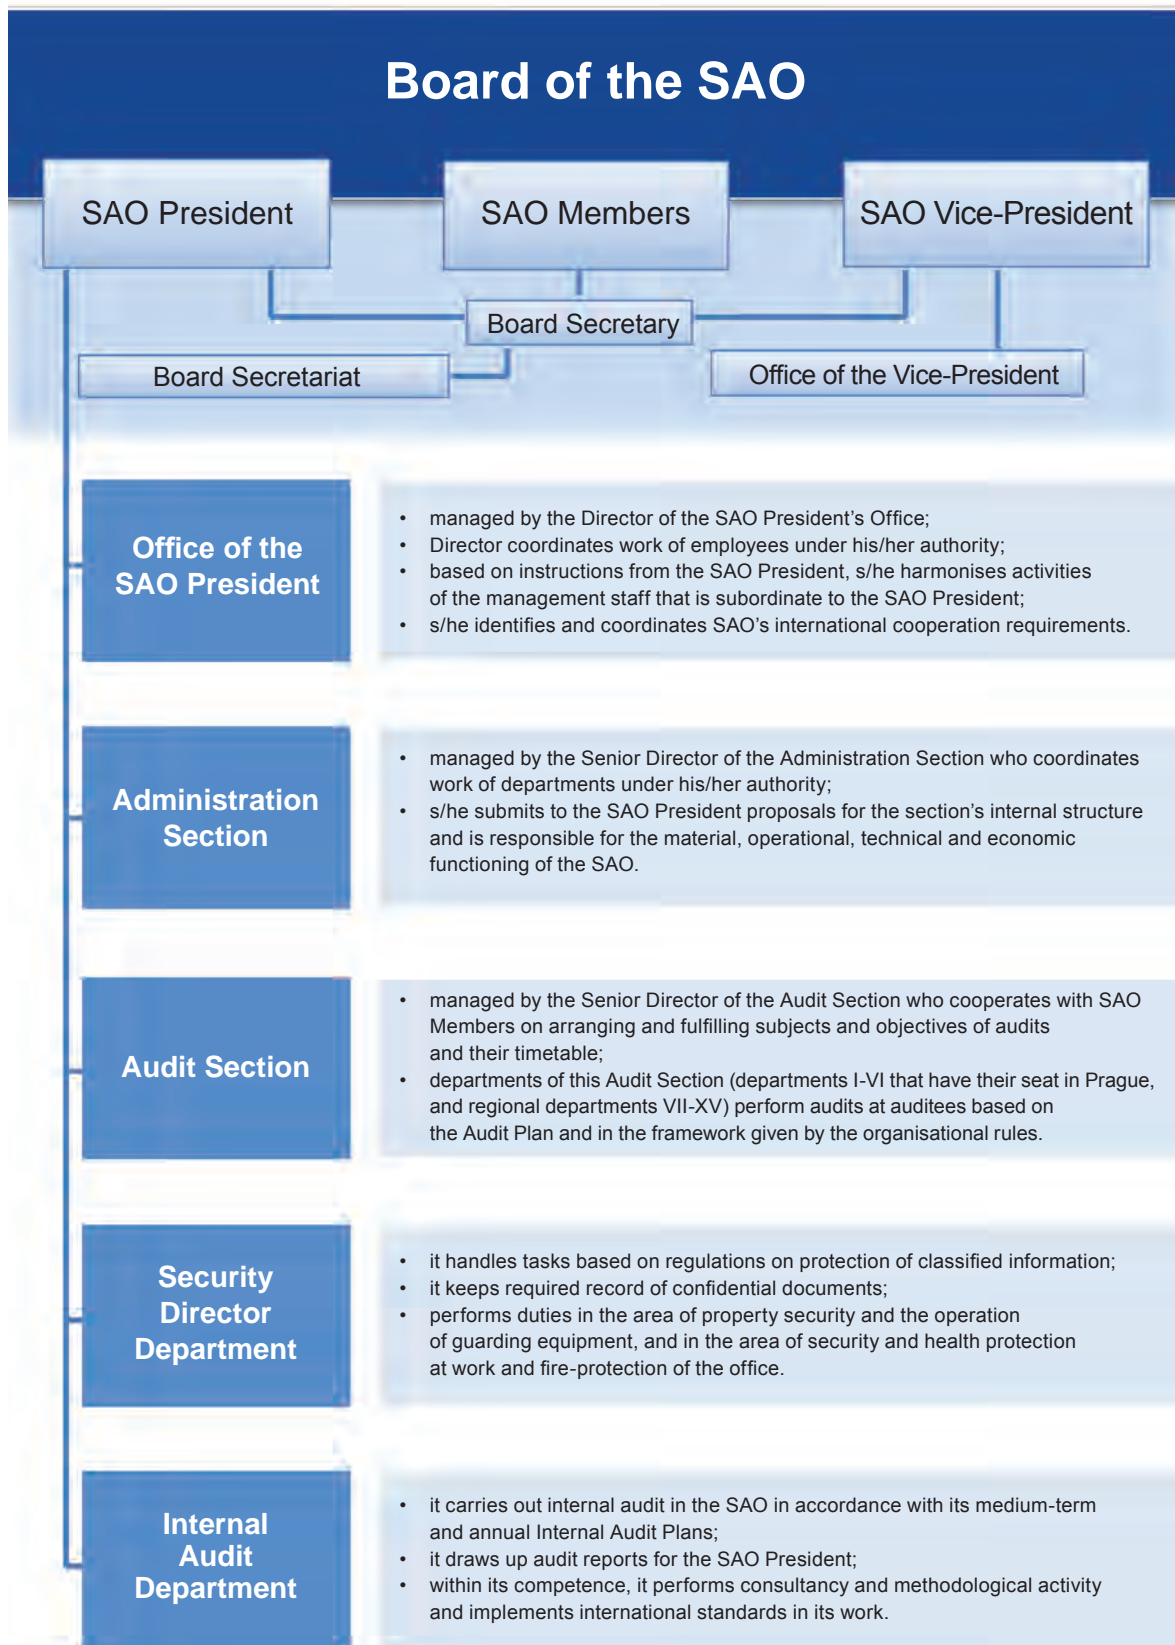 Board of the SAO
SAO President
SAO Members
SAO Vice-President
Board Secretary
Board Secretariat
Office of the Vice-President
Office of the
SAO President
• managed by the Director of the SAO President's Office;
• Director coordinates work of employees under his/her authority;
• based on instructions from the SAO President, s/he harmonises activities
of the management staff that is subordinate to the SAO President;
• s/he identifies and coordinates SAO's international cooperation requirements.
Administration
Section
• managed by the Senior Director of the Administration Section who coordinates
work of departments under his/her authority;
• s/he submits to the SAO President proposals for the section's internal structure
and is responsible for the material, operational, technical and economic
functioning of the SAO.
Audit Section
• managed by the Senior Director of the Audit Section who cooperates with SAO
Members on arranging and fulfilling subjects and objectives of audits
and their timetable;
• departments of this Audit Section (departments I-VI that have their seat in Prague,
and regional departments VII-XV) perform audits at auditees based on
the Audit Plan and in the framework given by the organisational rules.
Security
Director
Department
• it handles tasks based on regulations on protection of classified information;
• it keeps required record of confidential documents;
• performs duties in the area of property security and the operation
of guarding equipment, and in the area of security and health protection
at work and fire-protection of the office.
Internal
Audit
Department
• it carries out internal audit in the SAO in accordance with its medium-term
and annual Internal Audit Plans;
• it draws up audit reports for the SAO President;
• within its competence, it performs consultancy and methodological activity
and implements international standards in its work.